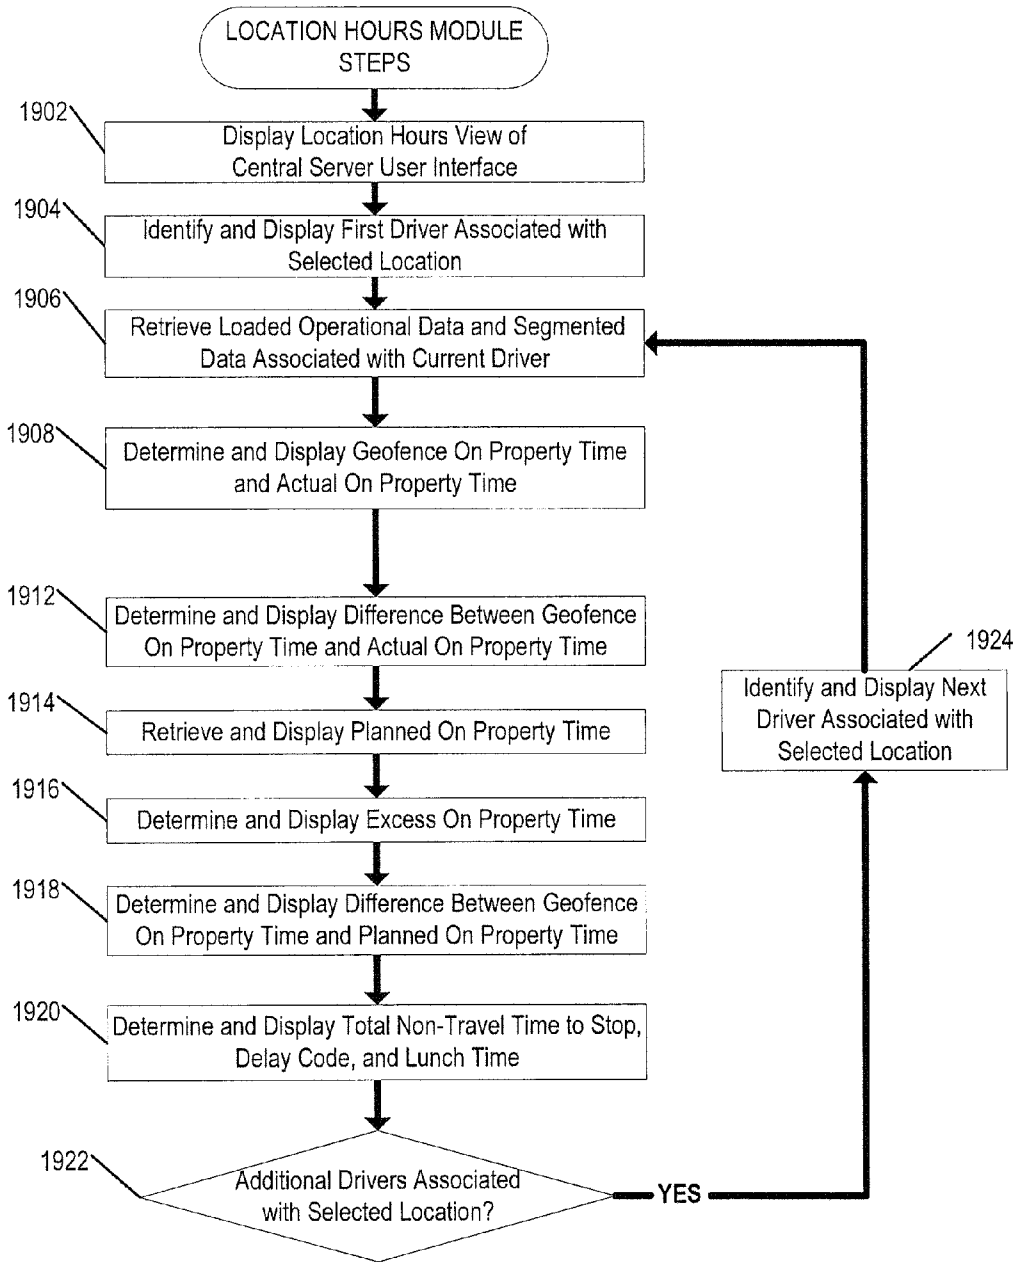 LOCATION HOURS MODULE
STEPS
1902
Display Location Hours View of
Central Server User Interface
1904
Identify and Display First Driver Associated with
Selected Location
1906
Retrieve Loaded Operational Data and Segmented
Data Associated with Current Driver
1908
Determine and Display Geofence On Property Time
and Actual On Property Time
1912
Determine and Display Difference Between Geofence
On Property Time and Actual On Property Time
1924
Identify and Display Next
Driver Associated with
Selected Location
1914
Retrieve and Display Planned On Property Time
1916
Determine and Display Excess On Property Time
1918
Determine and Display Difference Between Geofence
On Property Time and Planned On Property Time
1920
Determine and Display Total Non-Travel Time to Stop,
Delay Code, and Lunch Time
1922
Additional Drivers Associated
with Selected Location?
YES